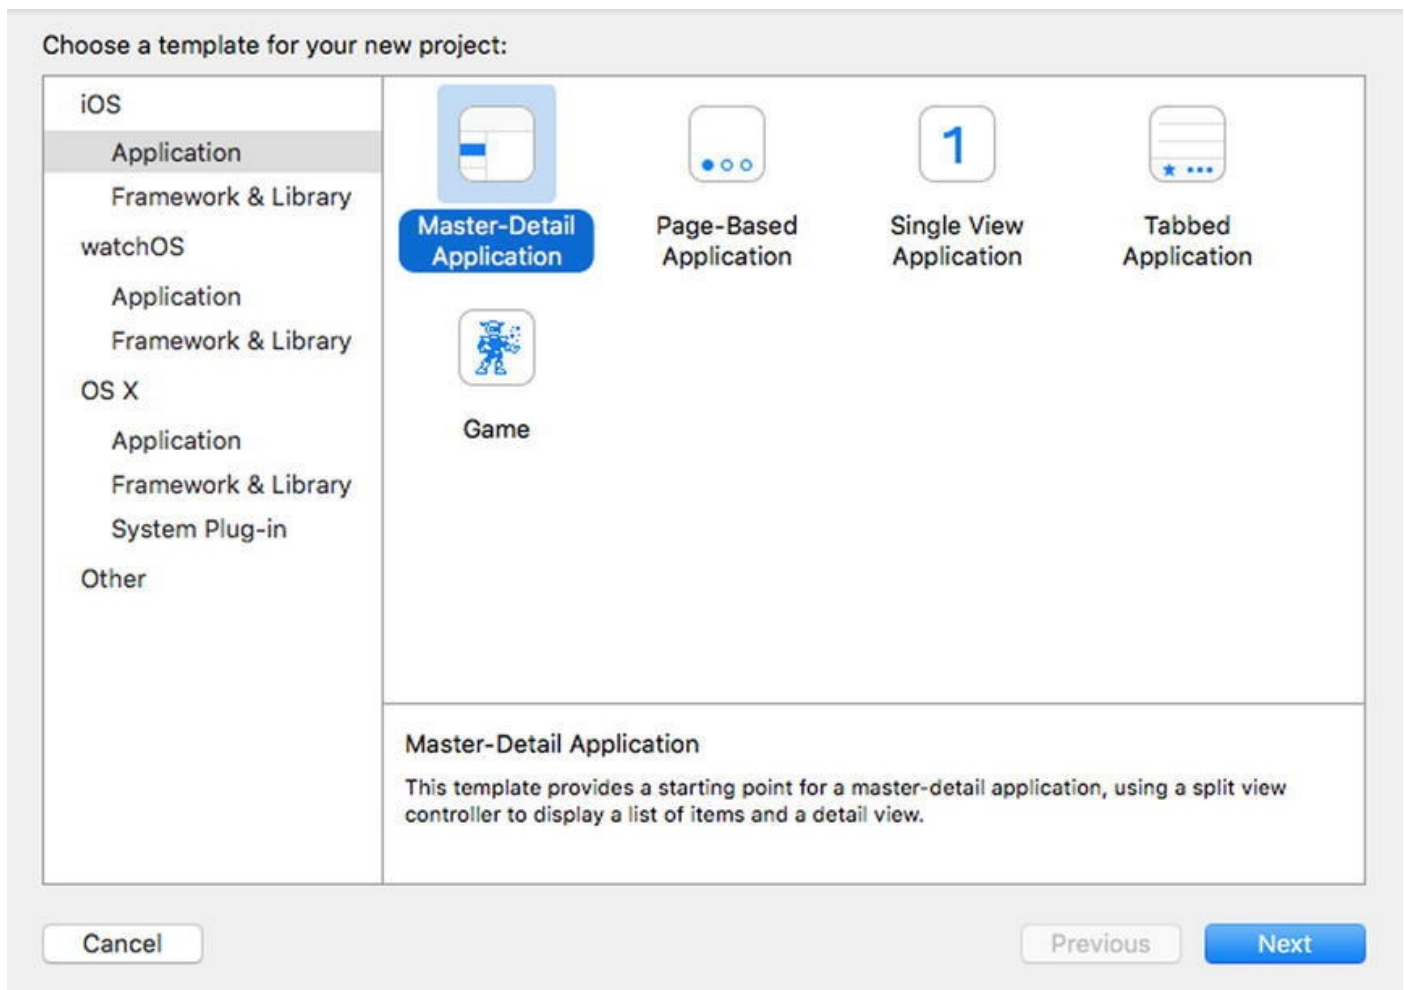 Choose a template for your new project:
iOS
Application
Framework & Library
watchOS
Application
Framework & Library
OS X
Application
Framework & Library
System Plug-in
Other
Master-Detail
Application
Page-Based
Application
1
Single View
Application
Tabbed
Application
Game
Master-Detail Application
This template provides a starting point for a master-detail application, using a split view
controller to display a list of items and a detail view.
Cancel
Previous
Next